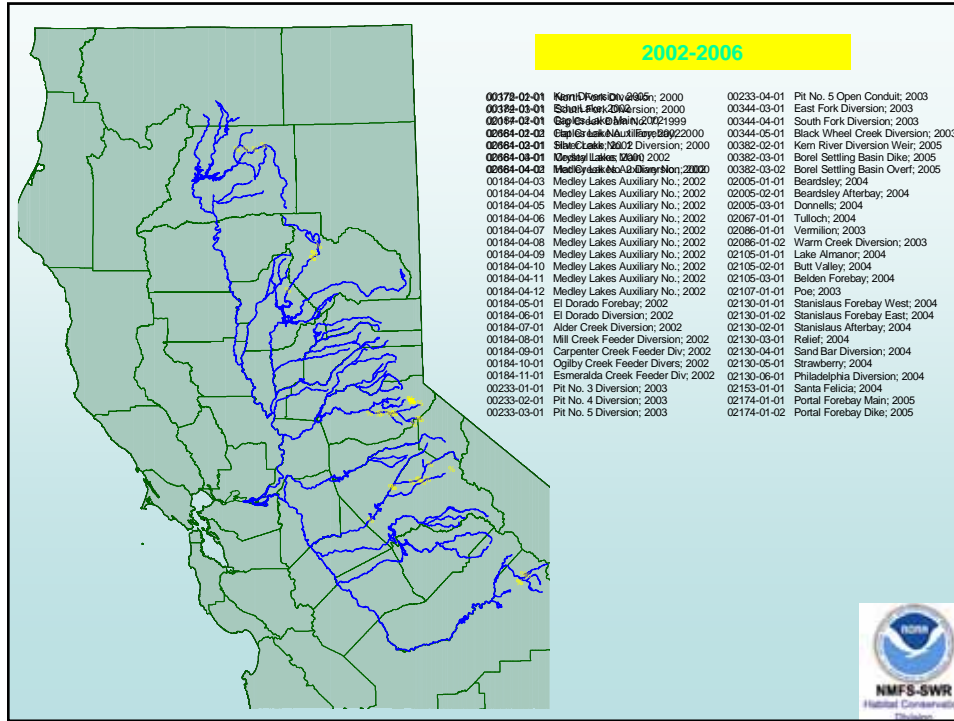 2002-2006
00184-04-03 Medley Lakes Auxiliary No.; 2002
00184-04-04 Medley Lakes Auxiliary No.; 2002
00184-04-05 Medley Lakes Auxiliary No.; 2002
00184-04-06 Medley Lakes Auxiliary No.; 2002
00184-04-07 Medley Lakes Auxiliary No.; 2002
00184-04-08 Medley Lakes Auxiliary No.; 2002
00184-04-09 Medley Lakes Auxiliary No.; 2002
00184-04-10 Medley Lakes Auxiliary No.; 2002
00184-04-11 Medley Lakes Auxiliary No.; 2002
00184-04-12 Medley Lakes Auxiliary No.; 2002
00184-05-01 El Dorado Forebay; 2002
00184-06-01 El Dorado Diversion; 2002
00184-07-01 Alder Creek Diversion; 2002
00184-08-01 Mill Creek Feeder Diversion; 2002
00184-09-01 Carpenter Creek Feeder Div; 2002
00184-10-01 Ogilby Creek Feeder Divers; 2002
00184-11-01 Esmeralda Creek Feeder Div; 2002
00233-01-01 Pit No. 3 Diversion; 2003
00233-02-01 Pit No. 4 Diversion; 2003
00233-03-01 Pit No. 5 Diversion; 2003
00233-04-01 Pit No. 5 Open Conduit; 2003
00344-03-01 East Fork Diversion; 2003
00344-04-01 South Fork Diversion; 2003
00344-05-01 Black Wheel Creek Diversion; 2003
00382-02-01 Kern River Diversion Weir; 2005
00382-03-01 Borel Settling Basin Dike; 2005
00382-03-02 Borel Settling Basin Overf; 2005
02005-01-01 Beardsley; 2004
02005-02-01 Beardsley Afterbay; 2004
02005-03-01 Donnells; 2004
02067-01-01 Tulloch; 2004
02086-01-01 Vermilion; 2003
02086-01-02 Warm Creek Diversion; 2003
02105-01-01 Lake Almanor; 2004
02105-02-01 Butt Valley; 2004
02105-03-01 Belden Forebay; 2004
02107-01-01 Poe; 2003
02130-01-01 Stanislaus Forebay West; 2004
02130-01-02 Stanislaus Forebay East; 2004
02130-02-01 Stanislaus Afterbay; 2004
02130-03-01 Relief; 2004
02130-04-01 Sand Bar Diversion; 2004
02130-05-01 Strawberry; 2004
02130-06-01 Philadelphia Diversion; 2004
02153-01-01 Santa Felicia; 2004
02174-01-01 Portal Forebay Main; 2005
02174-01-02 Portal Forebay Dike; 2005
NOAA
NMFS-SWR
Habitat Conservation
Division